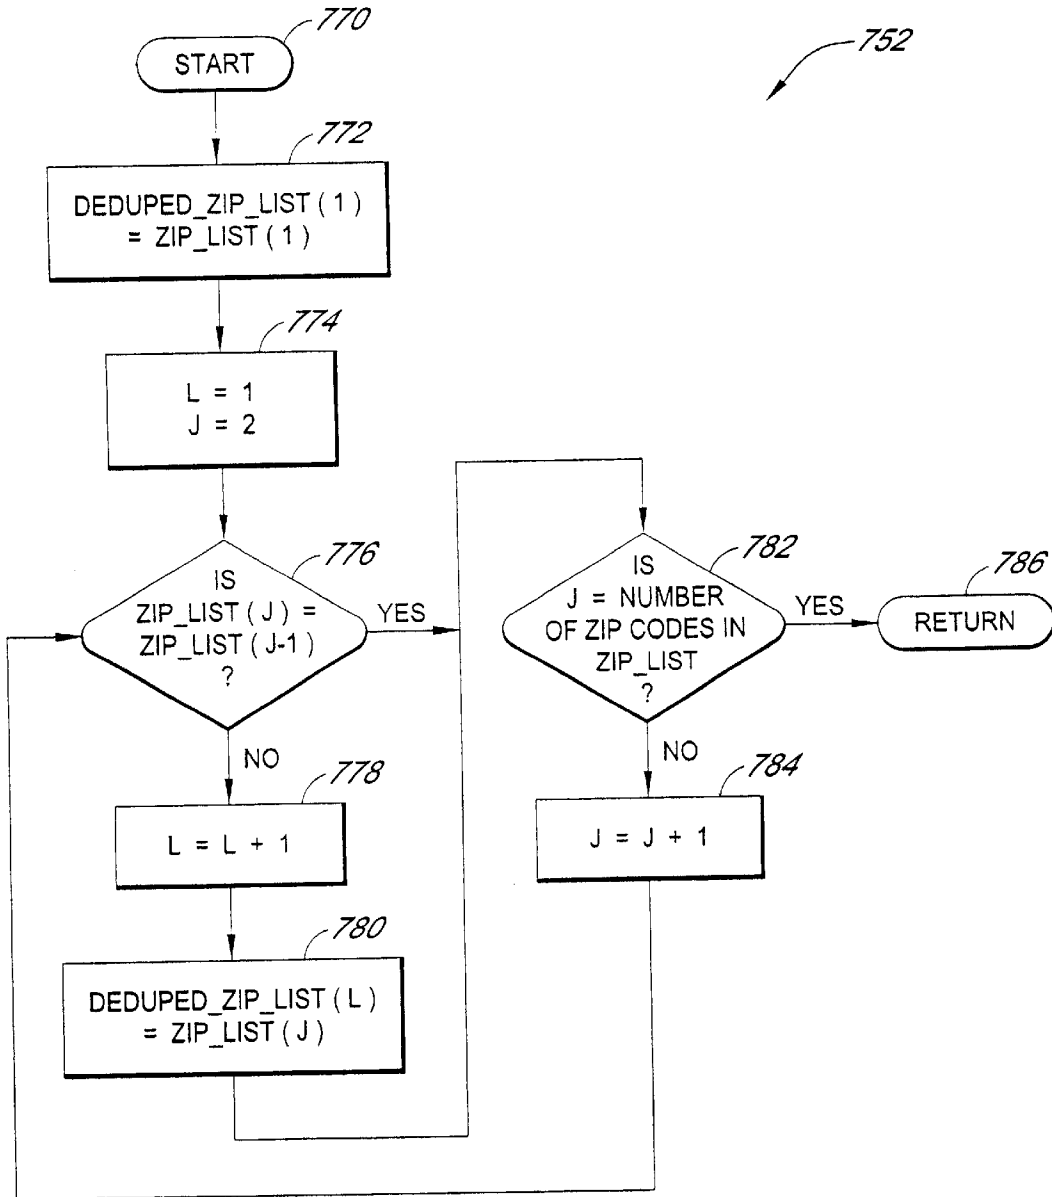 770
START
752
772
DEDUPED_ZIP_LIST ( 1 )
= ZIP_LIST ( 1 )
774
L = 1
J = 2
776
IS
ZIP_LIST ( J ) =
ZIP_LIST ( J-1 )
?
YES
NO
778
L = L + 1
780
DEDUPED_ZIP_LIST ( L )
= ZIP_LIST ( J )
782
IS
J = NUMBER
OF ZIP CODES IN
ZIP_LIST
?
YES
NO
786
RETURN
784
J = J + 1